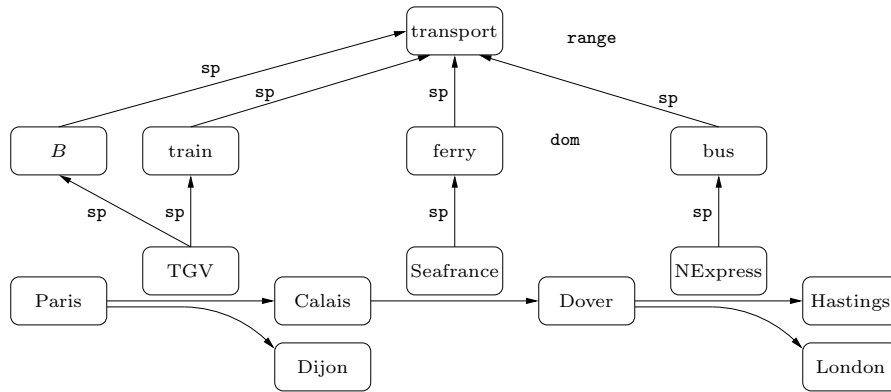 transport
range
sp
sp
sp
sp
B
train
ferry
dom
bus
sp
sp
sp
sp
TGV
Seafrance
NExpress
Paris
Calais
Dover
Hastings
Dijon
London